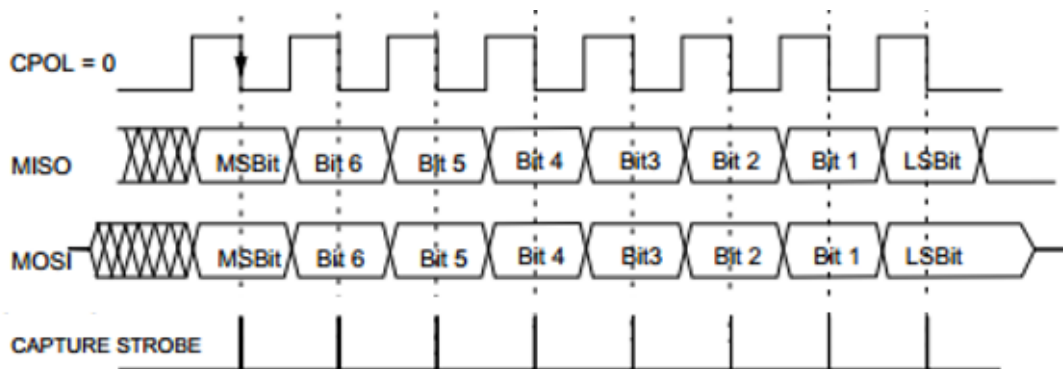 CPOL = 0
MISO MSBit Bit 6 Bit 5 Bit 4 Bit3 Bit 2 Bit 1 LSBit
MOSI MSBit Bit 6 Bit 5 Bit 4 Bit3 Bit 2 Bit 1 LSBit
CAPTURE STROBE